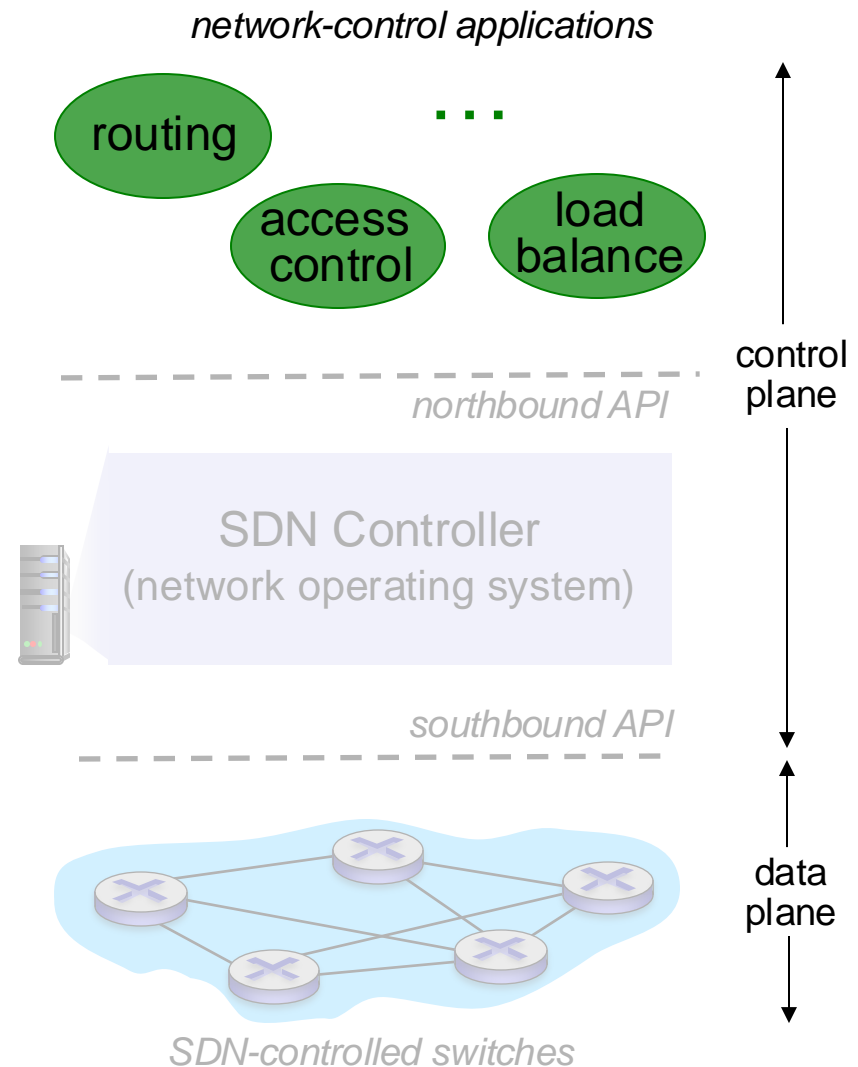 network-control applications
routing
...
access
control
load
balance
control
plane
northbound API
SDN Controller
(network operating system)
southbound API
data
plane
SDN-controlled switches